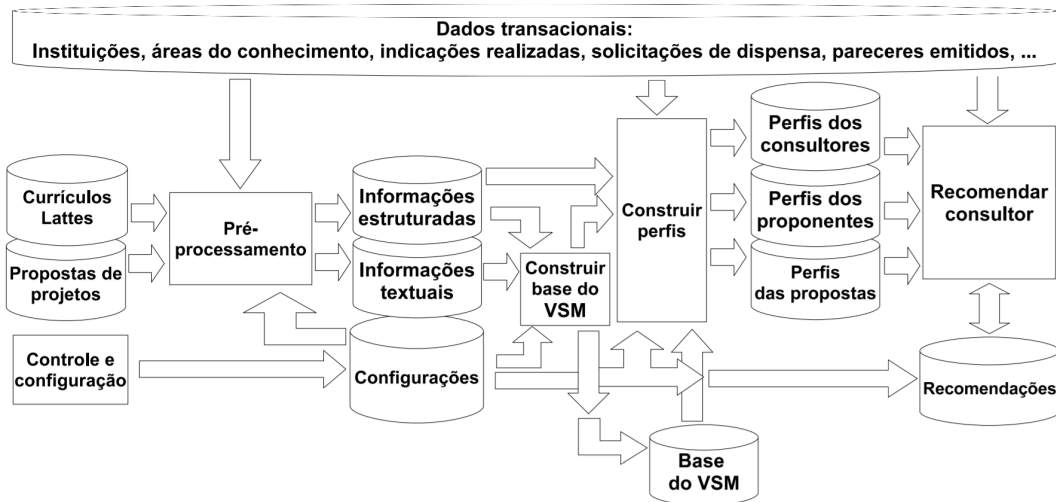 Dados transacionais:
Instituições, áreas do conhecimento, indicações realizadas, solicitações de dispensa, pareceres emitidos, ...
Currículos
Lattes
Propostas de
projetos
Controle e
configuração
Pré-
processamento
Informações
estruturadas
Informações
textuais
Configurações
Construir
base do
VSM
Construir
perfis
Base
do VSM
Perfis dos
consultores
Perfis dos
proponentes
Perfis
das propostas
Recomendar
consultor
Recomendações